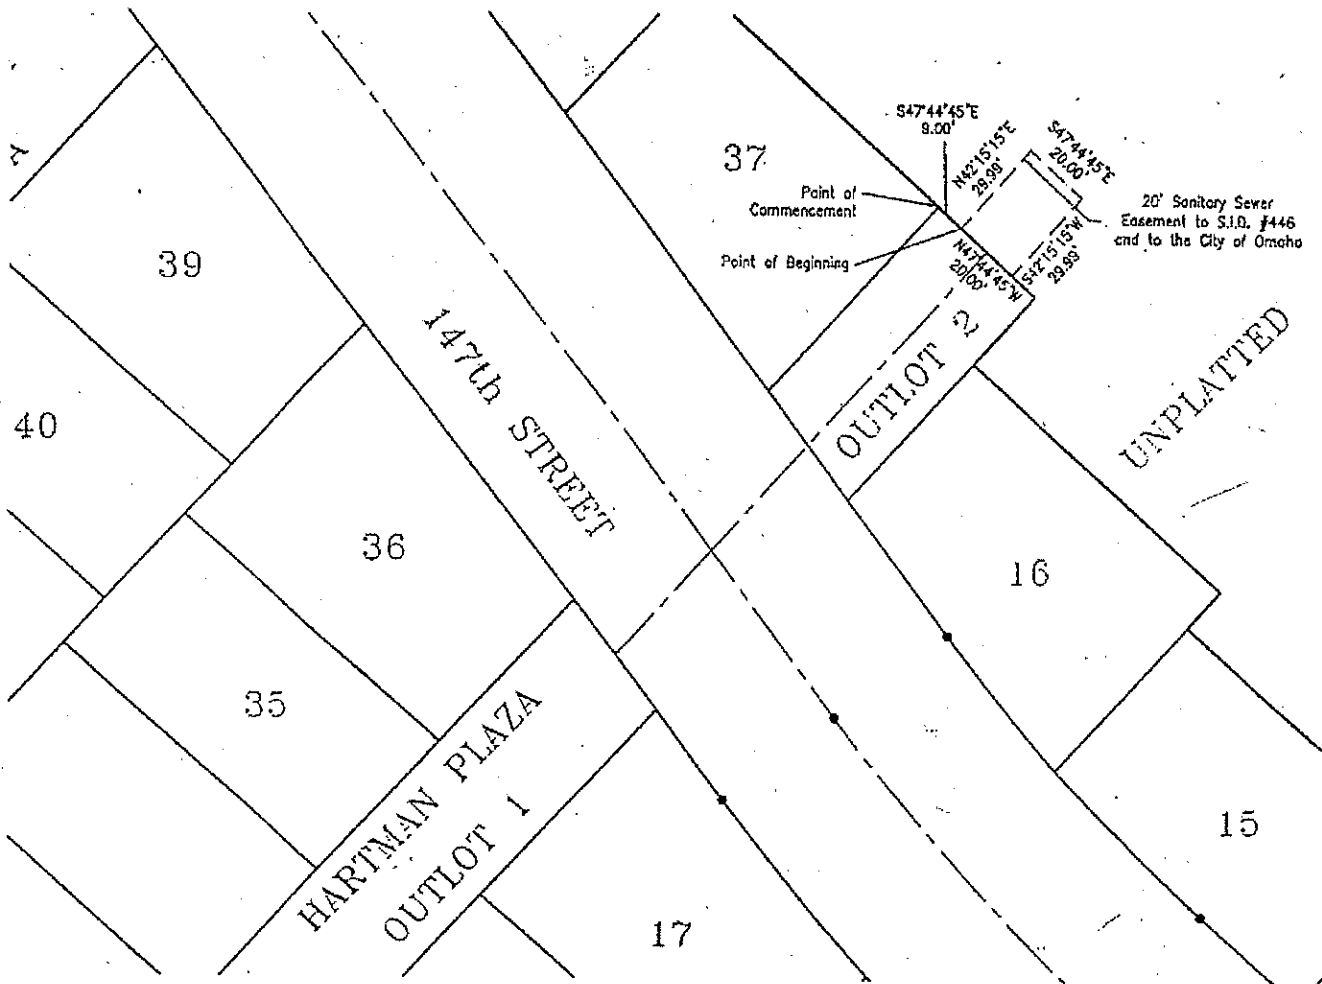 S47°44'45"E
9.00'
N42°15'15"E
29.99'
S47°44'45"E
20.00'
37
Point of
Commencement
20' Sanitary Sewer
Easement to S.I.D. #446
and to the City of Omaha
Point of Beginning
N47°44'45"W
20.00'
S42°15'15"W
29.99'
39
147th STREET
OUTLOT 2
UNPLATTED
40
36
16
35
HARTMAN PLAZA
OUTLOT 1
15
17